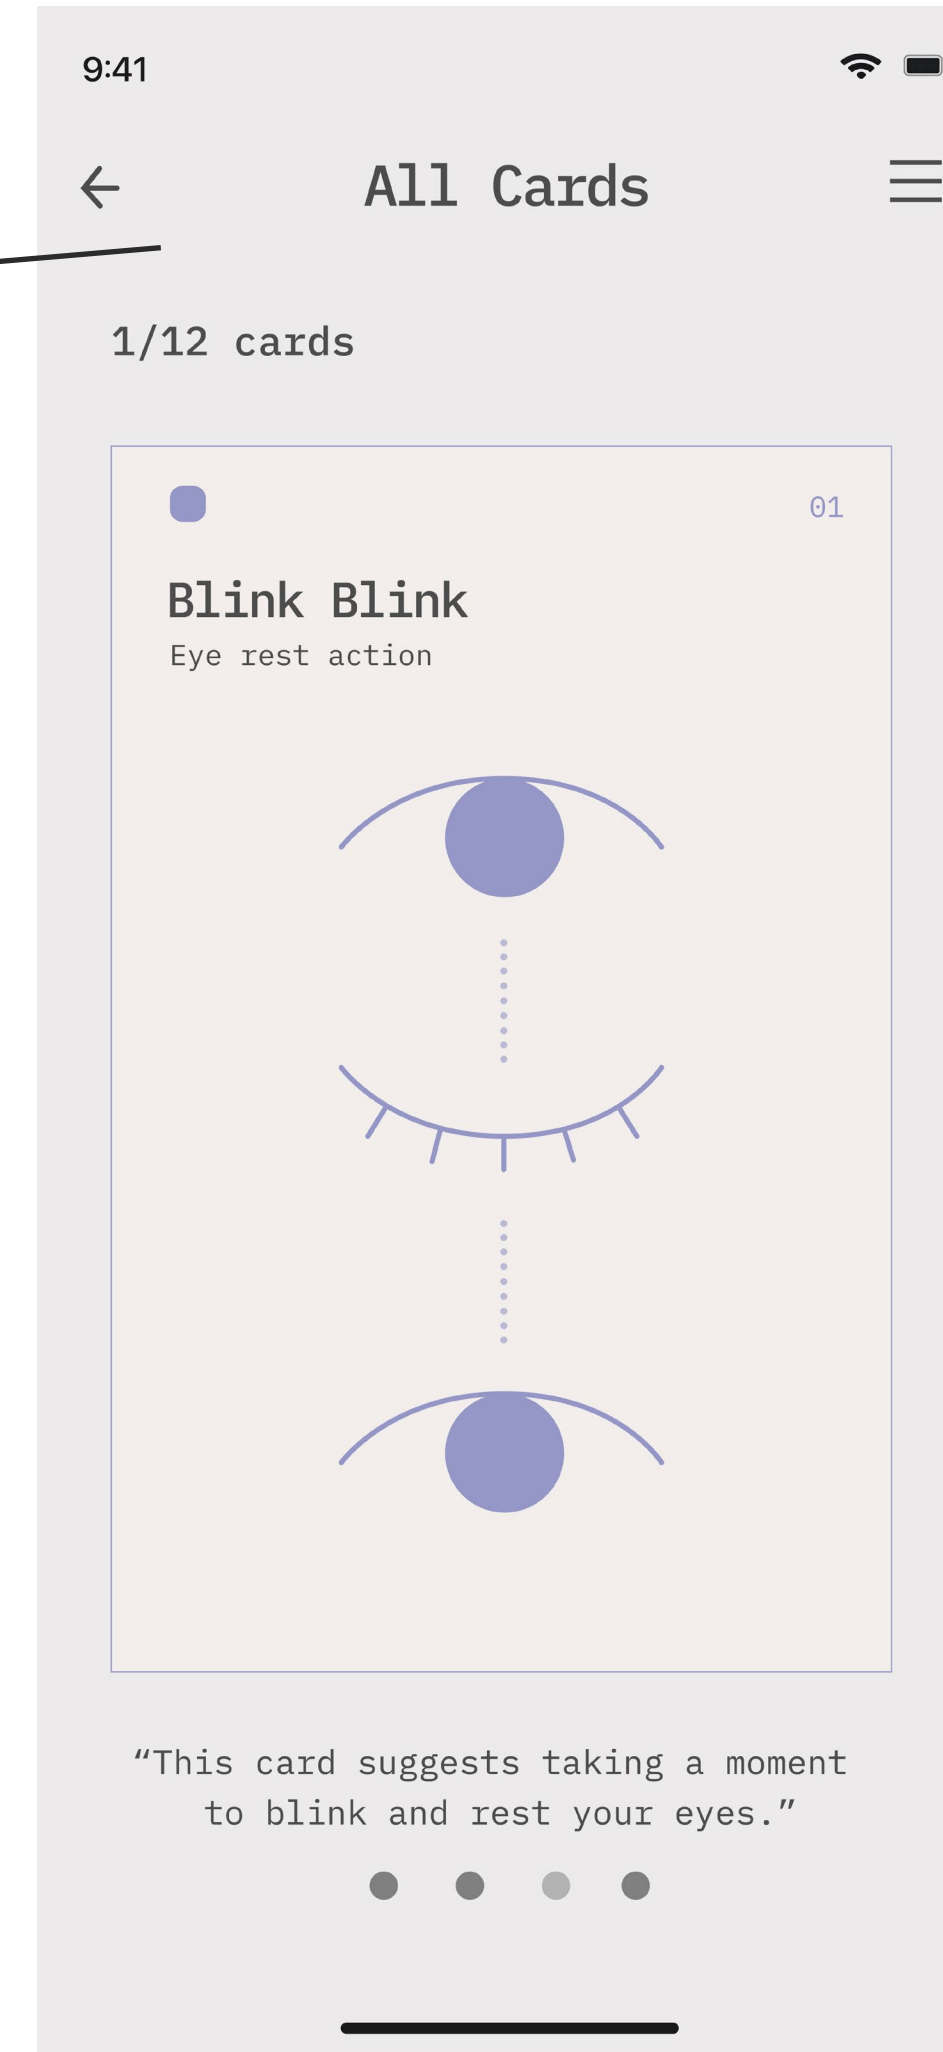 9:41
All Cards
1/12 cards
01
Blink Blink
Eye rest action
“This card suggests taking a moment
to blink and rest your eyes.”